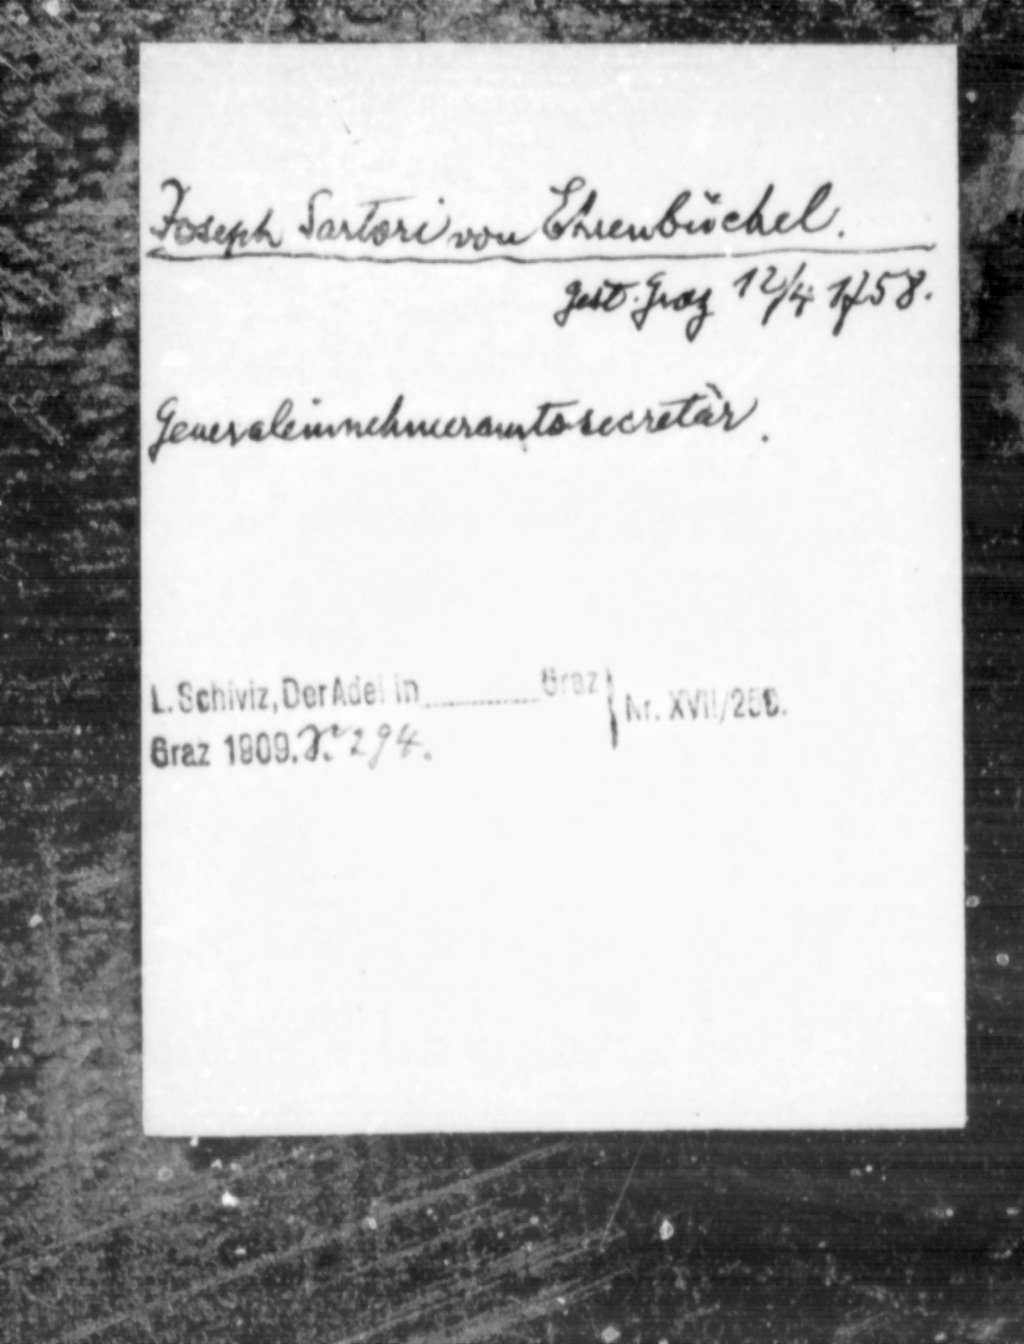 Joseph Sartori von Ehrenbüchel.
gest. Graz 12/4 1758.
Generaleinnehmeramtssecretär.
L. Schiviz, Der Adel in ............ Graz
Graz 1909. S. 294.
Nr. XVII/258.